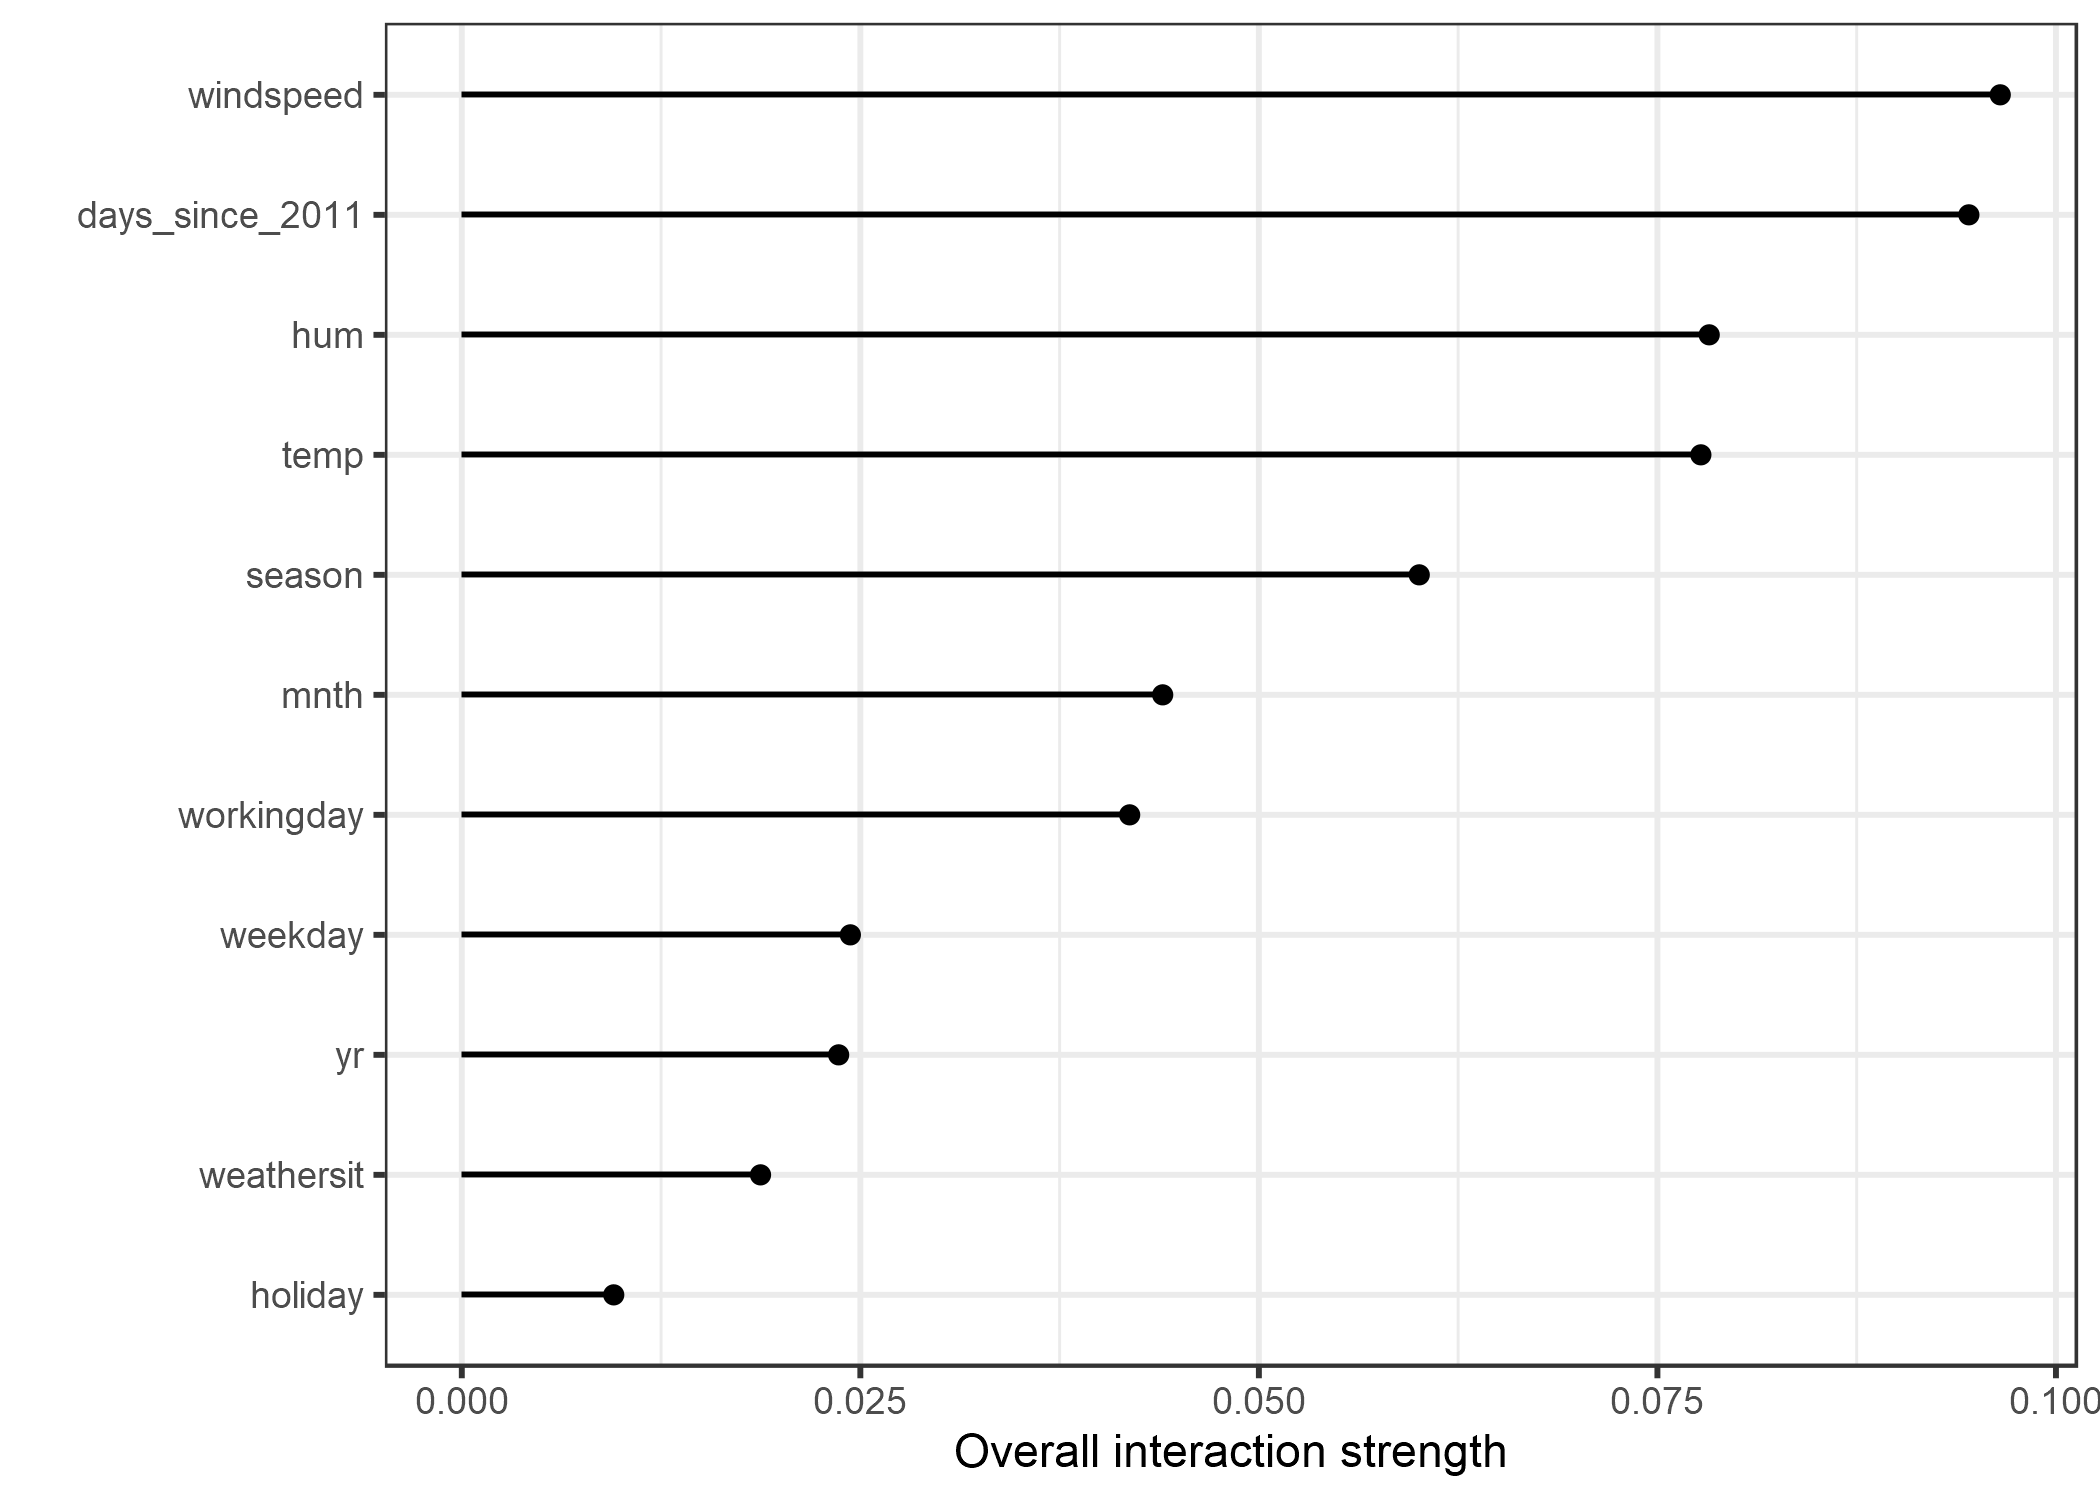 windspeed
days_since_2011
hum
temp
season
mnth
workingday
weekday
yr
weathersit
holiday
0.000 0.025 0.050 0.075 0.100
Overall interaction strength